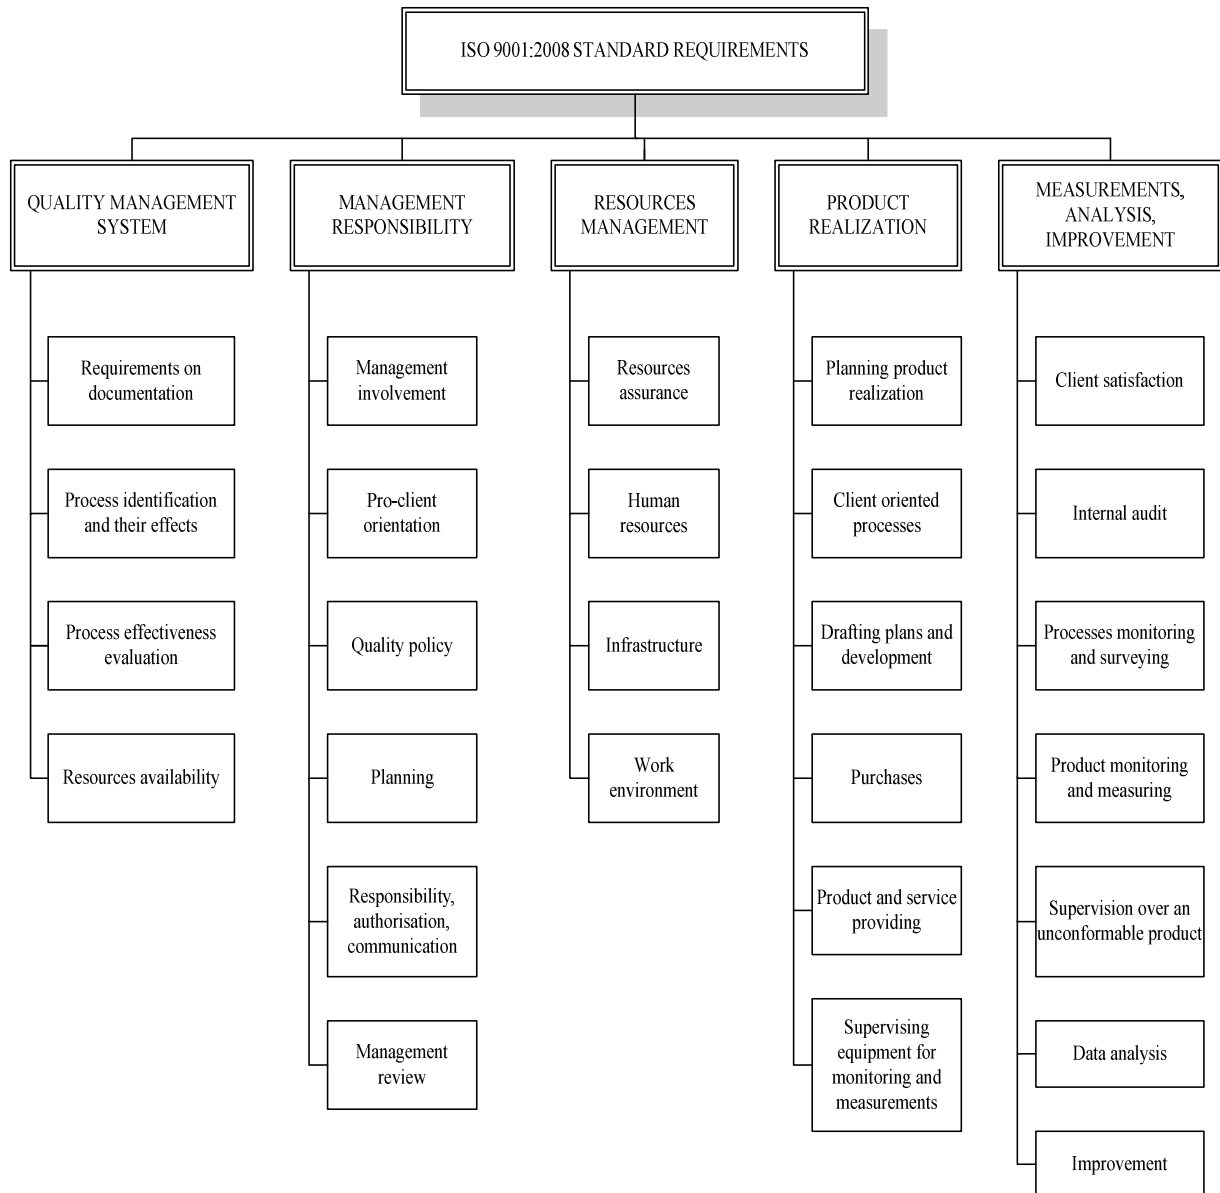 ISO 9001:2008 STANDARD REQUIREMENTS
QUALITY MANAGEMENT
SYSTEM
Requirements on
documentation
Process identification
and their effects
Process effectiveness
evaluation
Resources availability
MANAGEMENT
RESPONSIBILITY
Management
involvement
Pro-client
orientation
Quality policy
Planning
Responsibility,
authorisation,
communication
Management
review
RESOURCES
MANAGEMENT
Resources
assurance
Human
resources
Infrastructure
Work
environment
PRODUCT
REALIZATION
Planning product
realization
Client oriented
processes
Drafting plans and
development
Purchases
Product and service
providing
Supervising
equipment for
monitoring and
measurements
MEASUREMENTS,
ANALYSIS,
IMPROVEMENT
Client satisfaction
Internal audit
Processes monitoring
and surveying
Product monitoring
and measuring
Supervision over an
unconformable product
Data analysis
Improvement